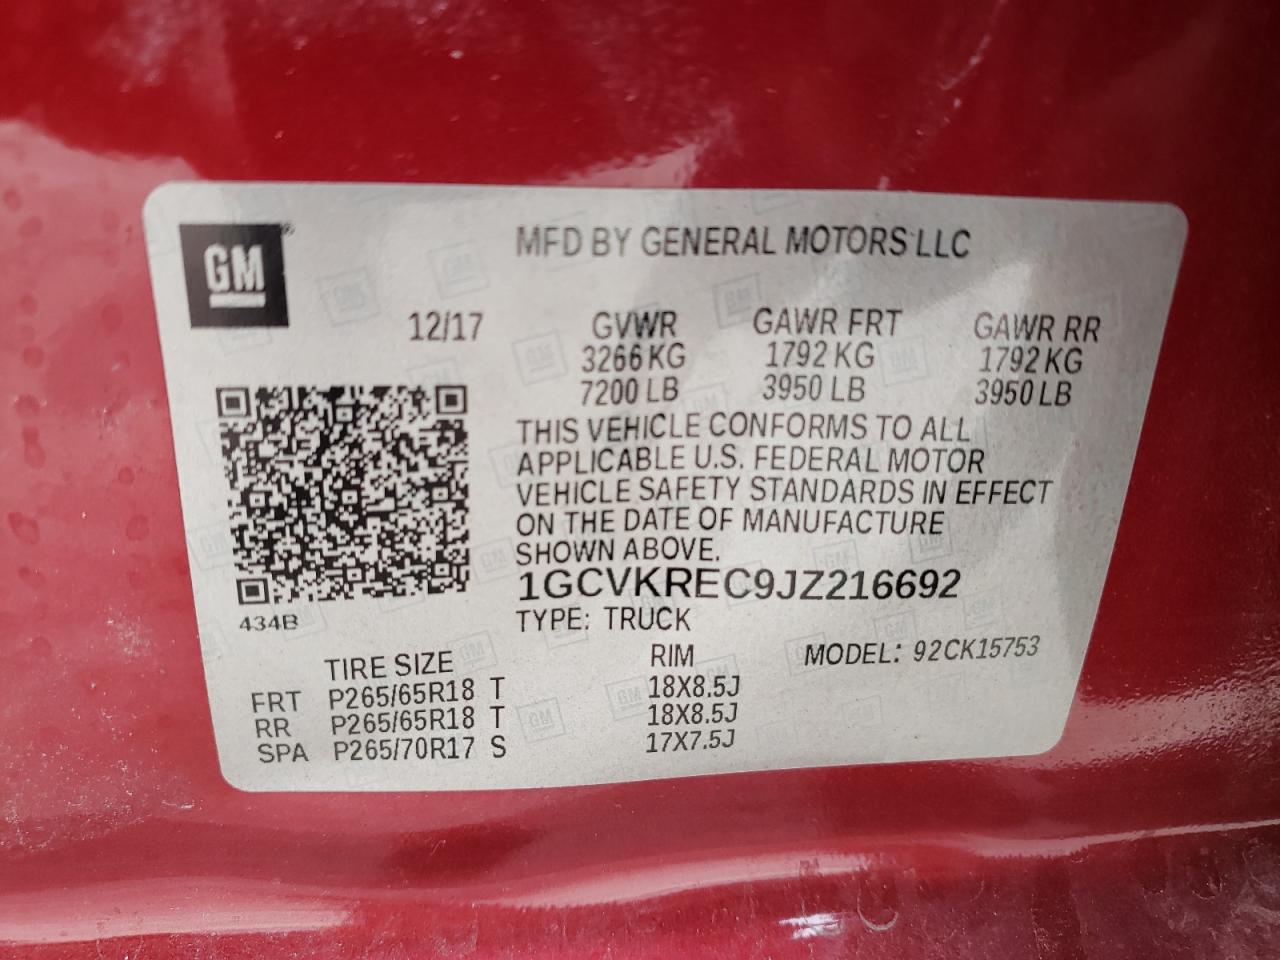 GM
MFD BY GENERAL MOTORS LLC
12/17 GVWR GAWR FRT GAWR RR
3266 KG 1792 KG 1792 KG
7200 LB 3950 LB 3950 LB
THIS VEHICLE CONFORMS TO ALL
APPLICABLE U.S. FEDERAL MOTOR
VEHICLE SAFETY STANDARDS IN EFFECT
ON THE DATE OF MANUFACTURE
SHOWN ABOVE.
1GCVKREC9JZ216692
434B TYPE: TRUCK
TIRE SIZE RIM MODEL: 92CK15753
FRT P265/65R18 T 18X8.5J
RR P265/65R18 T 18X8.5J
SPA P265/70R17 S 17X7.5J